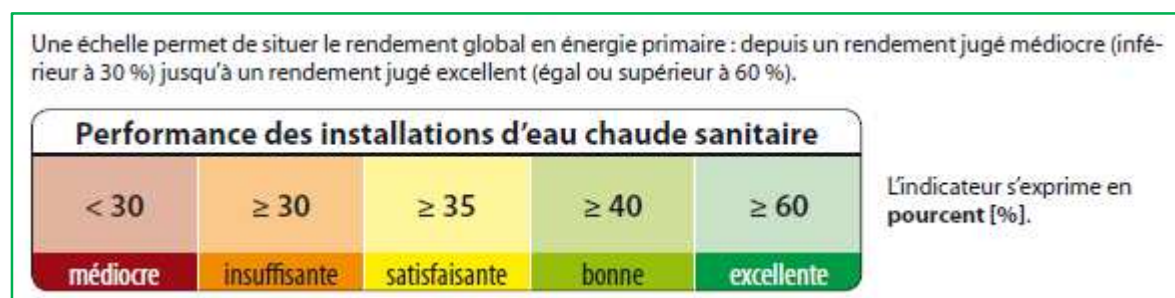 Une échelle permet de situer le rendement global en énergie primaire : depuis un rendement jugé médiocre (infé-
rieur à 30 %) jusqu'à un rendement jugé excellent (égal ou supérieur à 60 %).
Performance des installations d'eau chaude sanitaire
< 30 ≥ 30 ≥ 35 ≥ 40 ≥ 60
médiocre insuffisante satisfaisante bonne excellente
L'indicateur s'exprime en
pourcent [%].